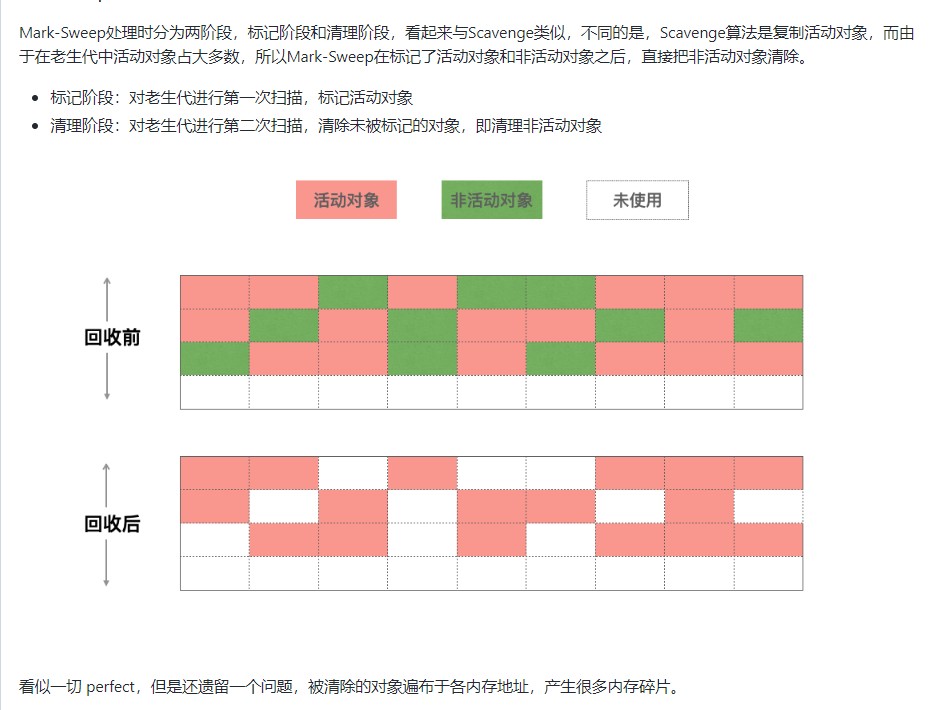 Mark-Sweep处理时分为两阶段，标记阶段和清理阶段，看起来与Scavenge类似，不同的是，Scavenge算法是复制活动对象，而由
于在老生代中活动对象占大多数，所以Mark-Sweep在标记了活动对象和非活动对象之后，直接把非活动对象清除。
标记阶段：对老生代进行第一次扫描，标记活动对象
清理阶段：对老生代进行第二次扫描，清除未被标记的对象，即清理非活动对象
活动对象 非活动对象 未使用
回收前
回收后
看似一切 perfect，但是还遗留一个问题，被清除的对象遍布于各内存地址，产生很多内存碎片。